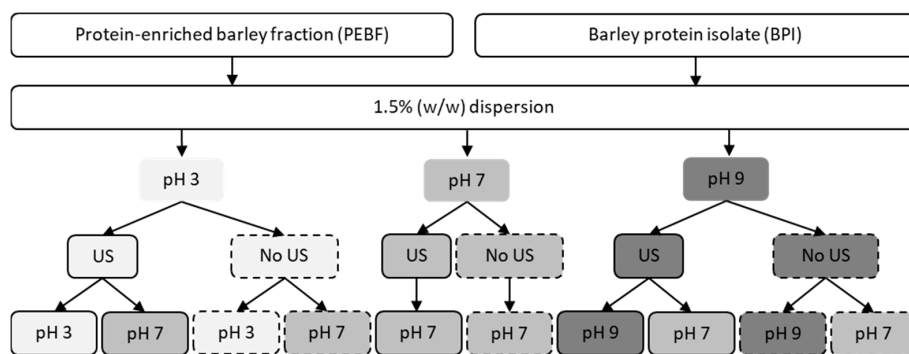 Protein-enriched barley fraction (PEBF)
Barley protein isolate (BPI)
1.5% (w/w) dispersion
pH 3
pH 7
pH 9
US
No US
US
No US
US
No US
pH 3
pH 7
pH 3
pH 7
pH 7
pH 7
pH 9
pH 7
pH 9
pH 7